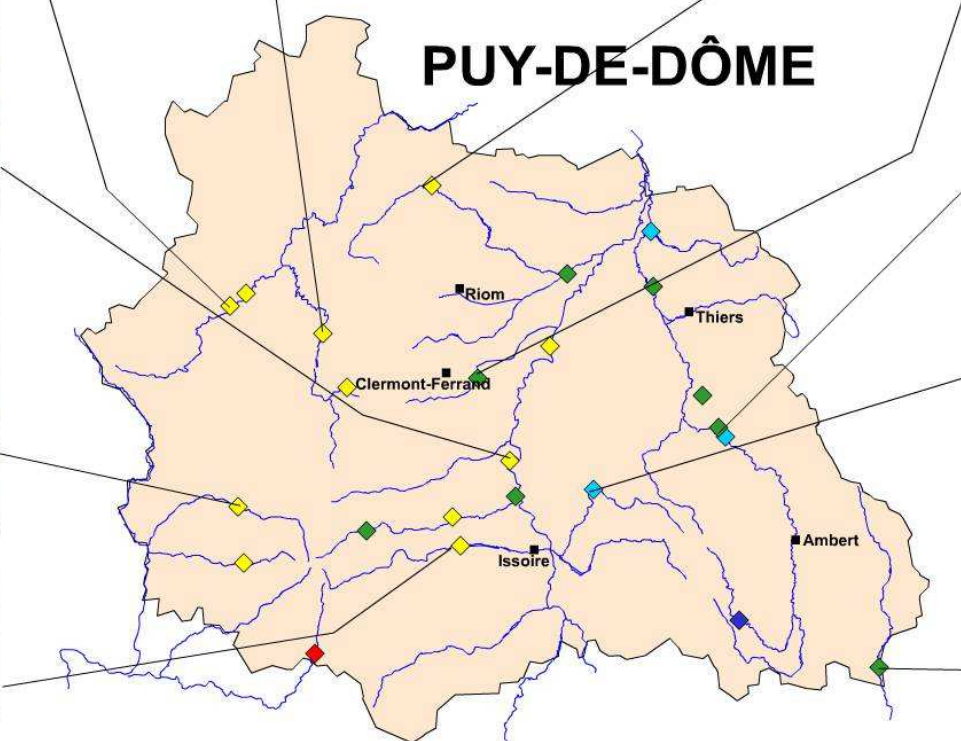 PUY-DE-DÔME
Riom
Thiers
Clermont-Ferrand
Ambert
Issoire